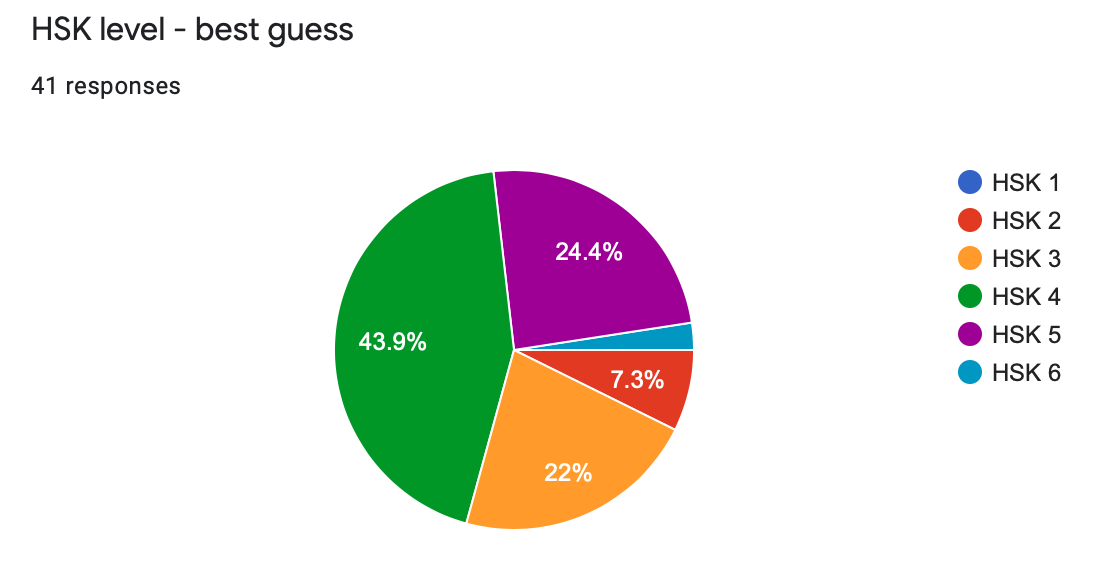 HSK level - best guess
41 responses
24.4%
43.9%
7.3%
22%
HSK 1
HSK 2
HSK 3
HSK 4
HSK 5
HSK 6